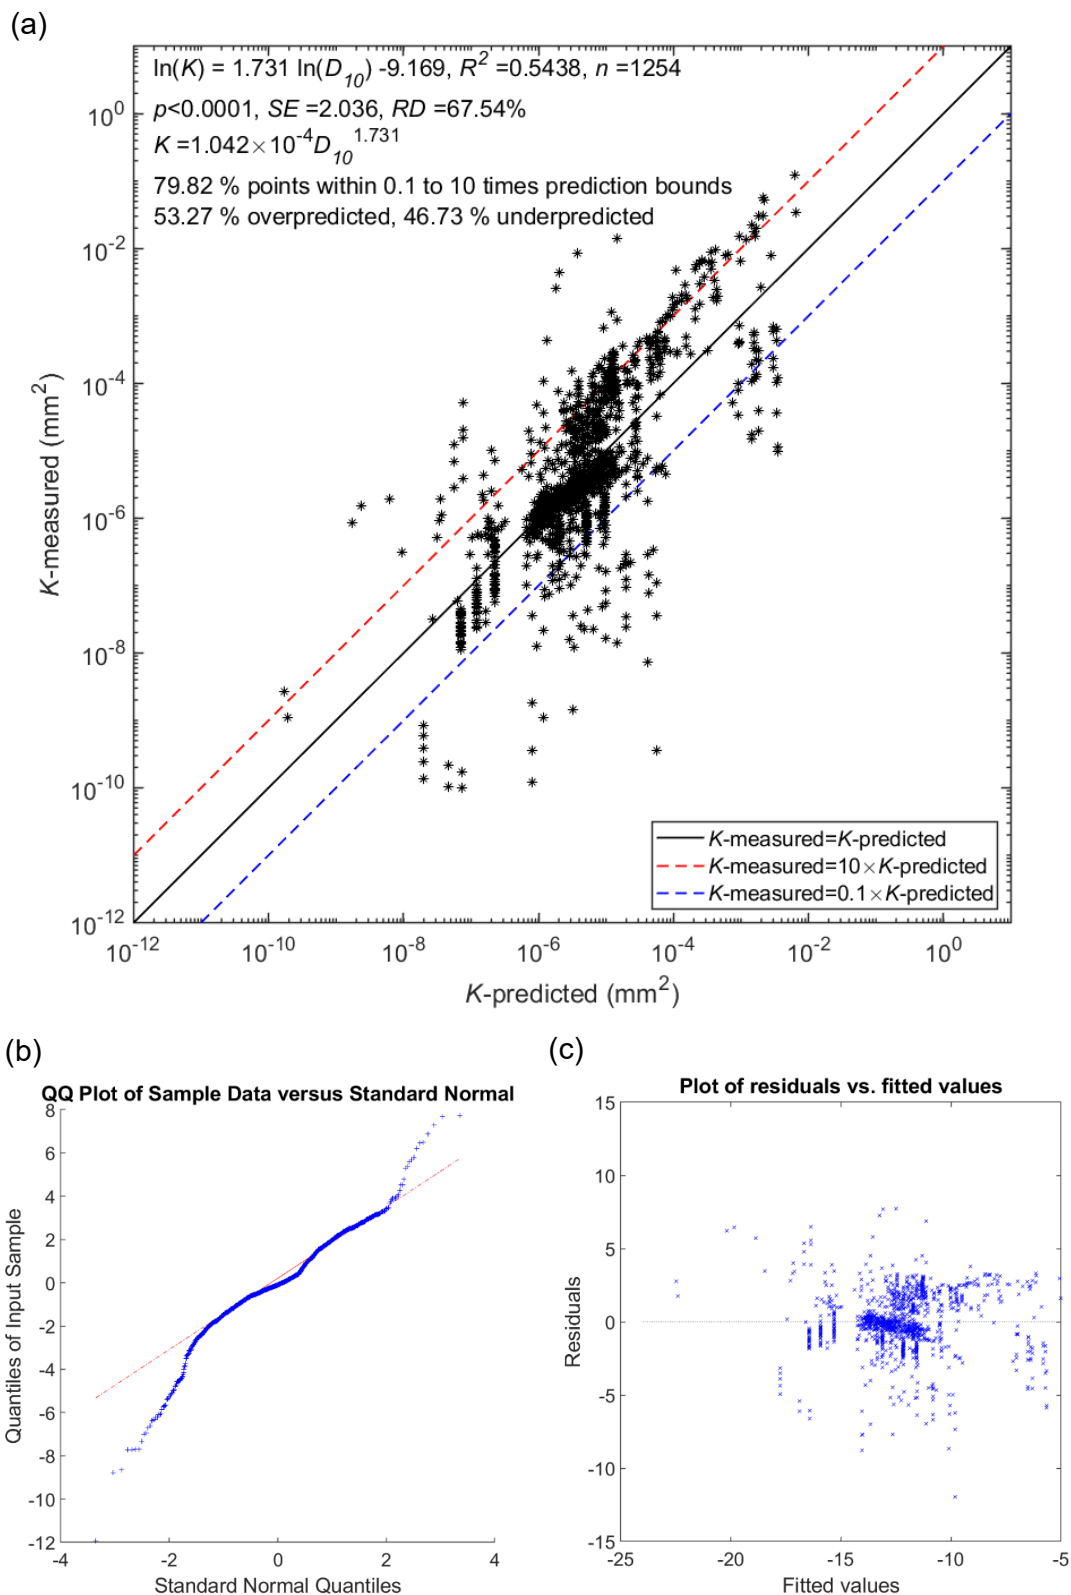 (a)
ln(K) = 1.731 ln(D10) -9.169, R2 =0.5438, n =1254
p<0.0001, SE =2.036, RD =67.54%
K =1.042×10-4D10 1.731
79.82 % points within 0.1 to 10 times prediction bounds
53.27 % overpredicted, 46.73 % underpredicted
10^0
10^-2
10^-4
10^-6
10^-8
10^-10
10^-12
K-measured (mm2)
K-measured=K-predicted
K-measured=10×K-predicted
K-measured=0.1×K-predicted
10^-12 10^-10 10^-8 10^-6 10^-4 10^-2 10^0
K-predicted (mm2)
(b)
QQ Plot of Sample Data versus Standard Normal
8
6
4
2
0
-2
-4
-6
-8
-10
-12
Quantiles of Input Sample
-4 -2 0 2 4
Standard Normal Quantiles
(c)
Plot of residuals vs. fitted values
15
10
5
0
-5
-10
-15
Residuals
-25 -20 -15 -10 -5
Fitted values